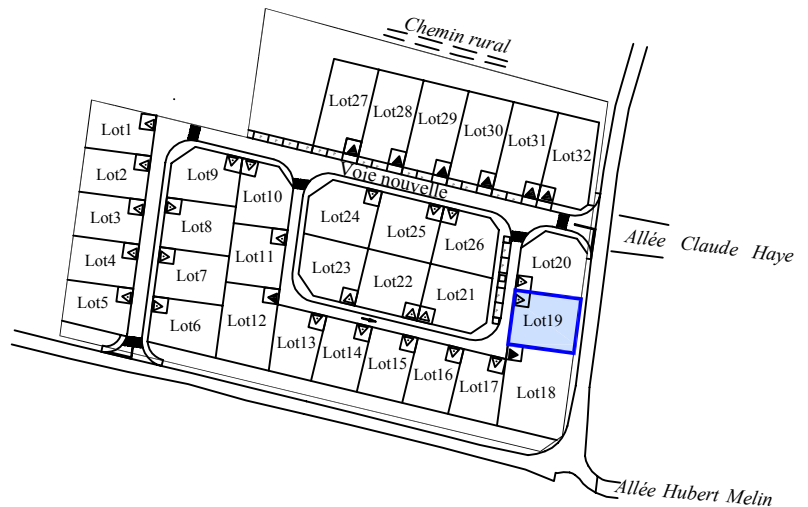 Chemin rural
Lot27
Lot28
Lot29
Lot30
Lot31
Lot32
Lot1
Lot2
Lot3
Lot4
Lot5
Lot9
Lot8
Lot7
Lot6
Lot10
Lot11
Lot12
Voie nouvelle
Lot24
Lot25
Lot26
Lot23
Lot22
Lot21
Lot20
Lot19
Lot18
Lot13
Lot14
Lot15
Lot16
Lot17
Allée Claude Haye
Allée Hubert Melin